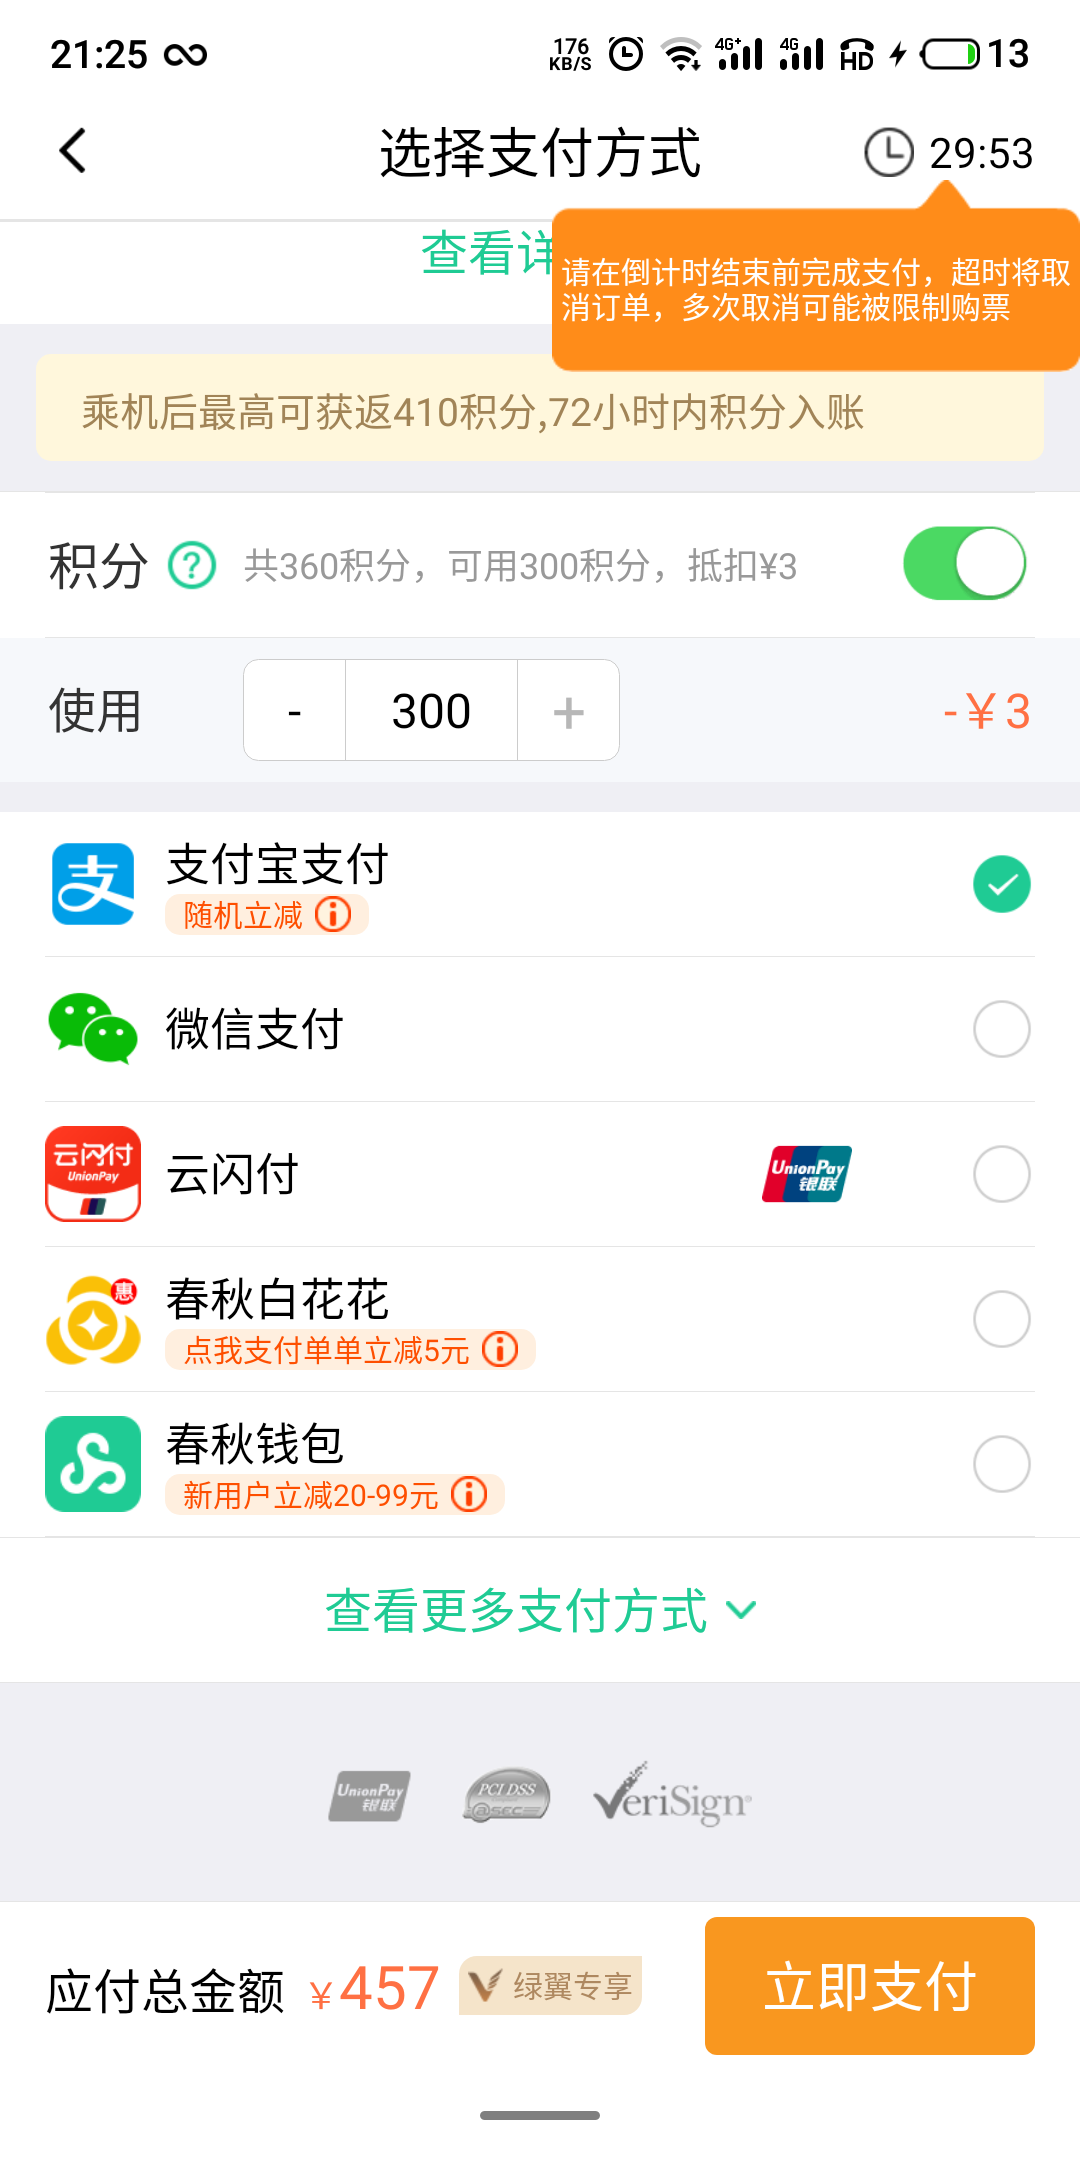 21:25
176 KB/S 4G+ 4G HD 13
选择支付方式
29:53
查看详
请在倒计时结束前完成支付，超时将取
消订单，多次取消可能被限制购票
乘机后最高可获返410积分,72小时内积分入账
积分 ? 共360积分，可用300积分，抵扣¥3
使用 - 300 + -￥3
支付宝支付
随机立减
微信支付
云闪付 UnionPay
云闪付
UnionPay 银联
惠
春秋白花花
点我支付单单立减5元
春秋钱包
新用户立减20-99元
查看更多支付方式
UnionPay 银联 PCI DSS @SEC VeriSign
应付总金额 ￥457 绿翼专享
立即支付